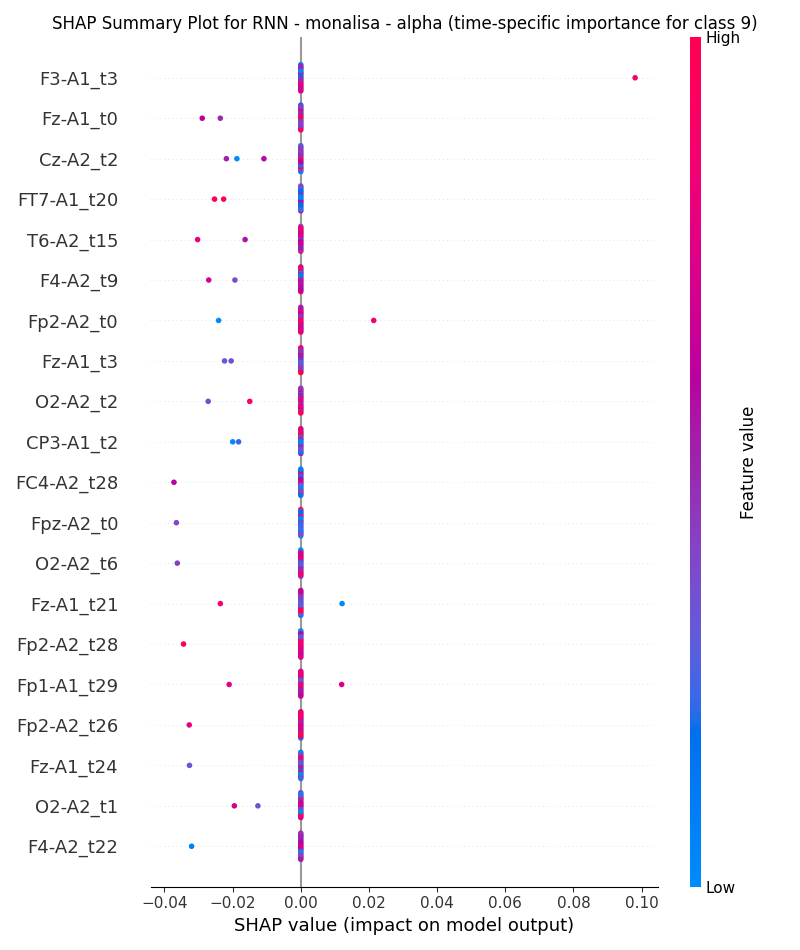 SHAP Summary Plot for RNN - monalisa - alpha (time-specific importance for class 9)
High
F3-A1_t3
Fz-A1_t0
Cz-A2_t2
FT7-A1_t20
T6-A2_t15
F4-A2_t9
Fp2-A2_t0
Fz-A1_t3
O2-A2_t2
CP3-A1_t2
FC4-A2_t28
Fpz-A2_t0
O2-A2_t6
Fz-A1_t21
Fp2-A2_t28
Fp1-A1_t29
Fp2-A2_t26
Fz-A1_t24
O2-A2_t1
F4-A2_t22
Feature value
Low
−0.04 −0.02 0.00 0.02 0.04 0.06 0.08 0.10
SHAP value (impact on model output)